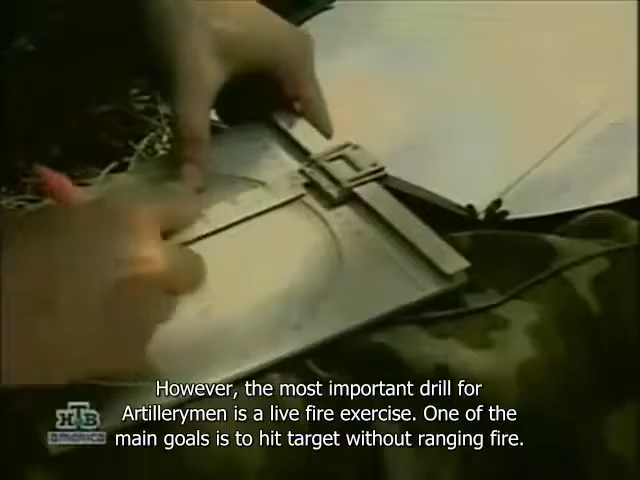 However, the most important drill for
Artillerymen is a live fire exercise. One of the
main goals is to hit target without ranging fire.
НТВ
AMERICA